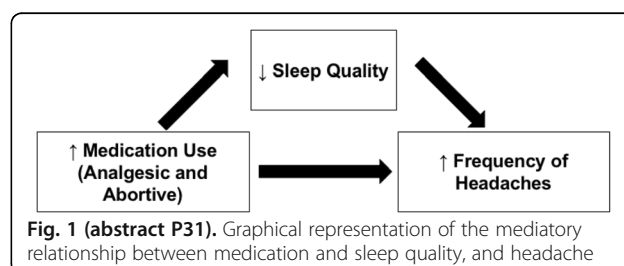 ↓ Sleep Quality
↑ Medication Use
(Analgesic and
Abortive)
↑ Frequency of
Headaches
Fig. 1 (abstract P31). Graphical representation of the mediatory
relationship between medication and sleep quality, and headache